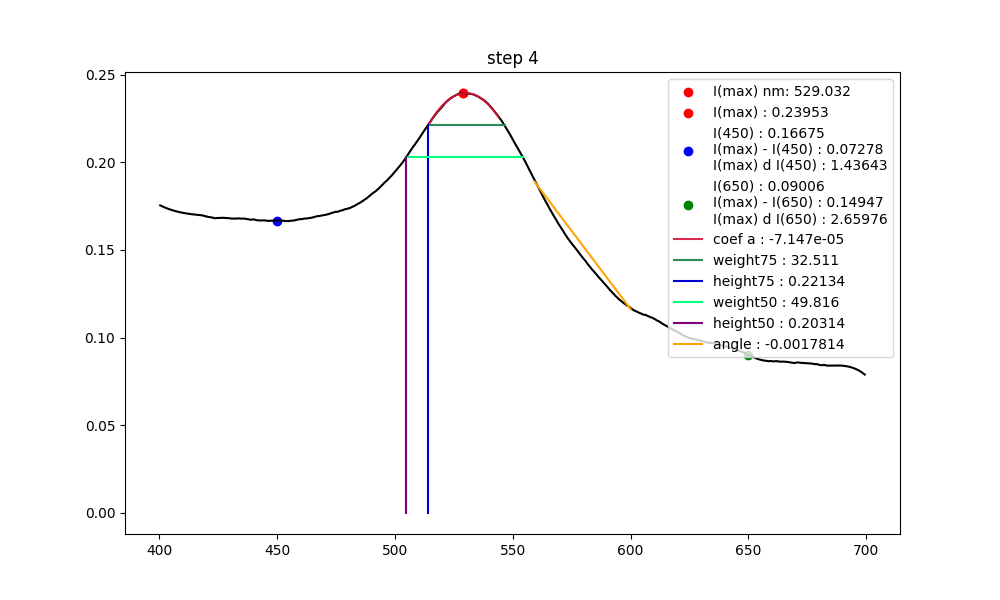 step 4
0.25
0.20
0.15
0.10
0.05
0.00
400
450
500
550
600
650
700
I(max) nm: 529.032
I(max) : 0.23953
I(450) : 0.16675
I(max) - I(450) : 0.07278
I(max) d I(450) : 1.43643
I(650) : 0.09006
I(max) - I(650) : 0.14947
I(max) d I(650) : 2.65976
coef a : -7.147e-05
weight75 : 32.511
height75 : 0.22134
weight50 : 49.816
height50 : 0.20314
angle : -0.0017814